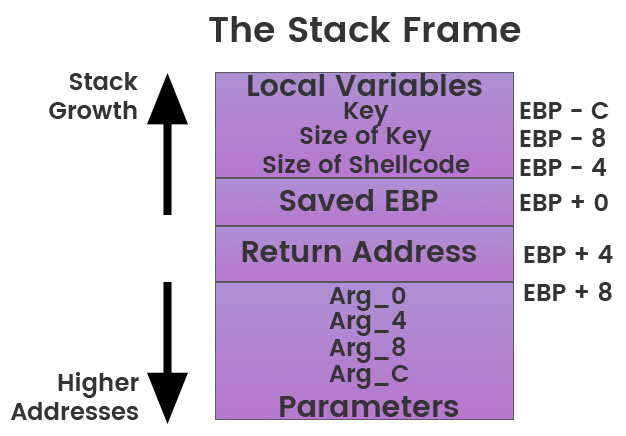 The Stack Frame
Stack
Growth
Local Variables
Key EBP - C
Size of Key EBP - 8
Size of Shellcode EBP - 4
Saved EBP EBP + 0
Return Address EBP + 4
Arg_0 EBP + 8
Arg_4
Arg_8
Arg_C
Higher
Addresses
Parameters